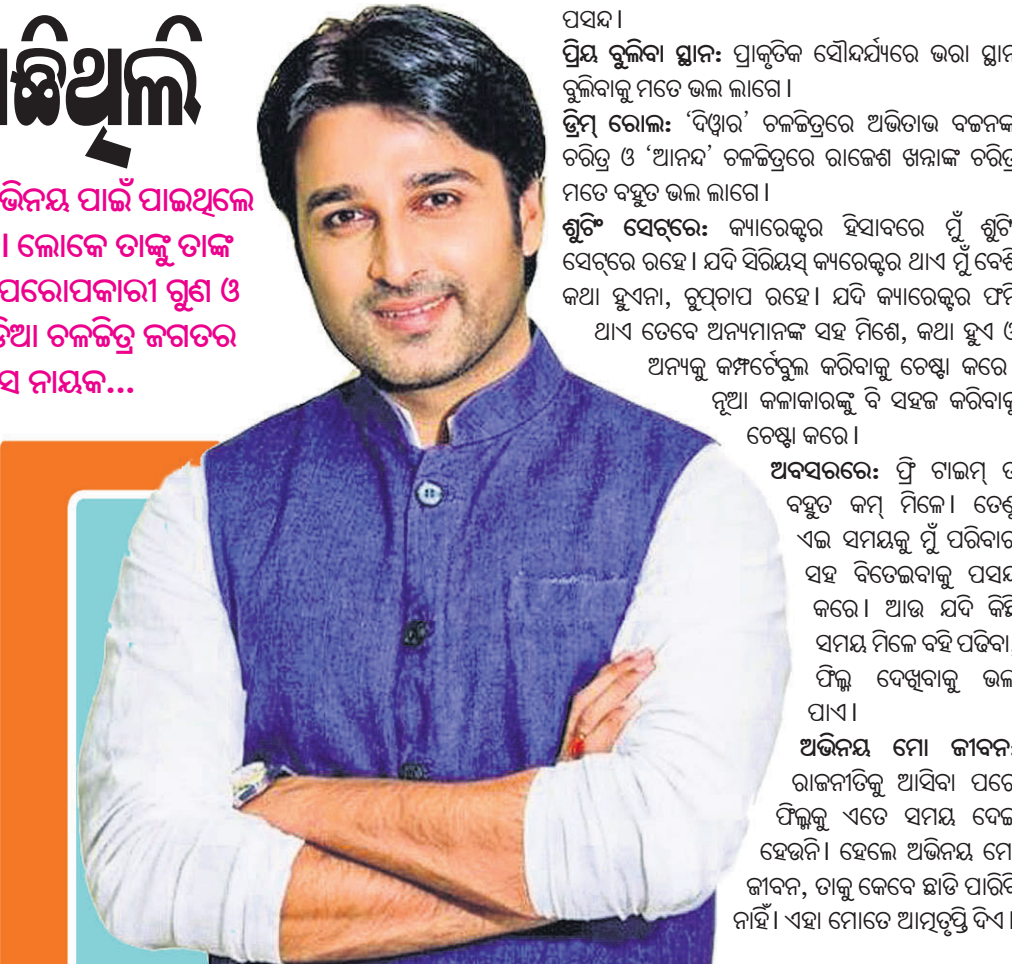 ଛିଥିଲି
ଭିନୟ ପାଇଁ ପାଇଥିଲେ
। ଲୋକେ ତାଙ୍କୁ ତାଙ୍କ
ପରୋପକାରୀ ଗୁଣ ଓ
ଡ଼ିଆ ଚଳଚ୍ଚିତ୍ର ଜଗତର
ସ ନାୟକ...
ପସନ୍ଦ।
ପ୍ରିୟ ବୁଲିବା ସ୍ଥାନ: ପ୍ରାକୃତିକ ସୌନ୍ଦର୍ଯ୍ୟରେ ଭରା ସ୍ଥାନ
ବୁଲିବାକୁ ମତେ ଭଲ ଲାଗେ।
ଡ୍ରିମ୍ ରୋଲ: ‘ଦିୱାର’ ଚଳଚ୍ଚିତ୍ରରେ ଅଭିତାଭ ବଚ୍ଚନଙ୍କ
ଚରିତ୍ର ଓ ‘ଆନନ୍ଦ’ ଚଳଚ୍ଚିତ୍ରରେ ରାଜେଶ ଖାନ୍ନାଙ୍କ ଚରିତ୍ର
ମତେ ବହୁତ ଭଲ ଲାଗେ।
ଶୁଟିଂ ସେଟ୍‌ରେ: କ୍ୟାରେକ୍ଟର ହିସାବରେ ମୁଁ ଶୁଟିଂ
ସେଟ୍‌ରେ ରହେ। ଯଦି ସିରିୟସ୍ କ୍ୟରେକ୍ଟର ଥାଏ ମୁଁ ବେଶି
କଥା ହୁଏନା, ଚୁପ୍‌ଚାପ ରହେ। ଯଦି କ୍ୟାରେକ୍ଟର ଫନି
ଥାଏ ତେବେ ଅନ୍ୟମାନଙ୍କ ସହ ମିଶେ, କଥା ହୁଏ ଓ
ଅନ୍ୟକୁ କମ୍ଫର୍ଟେବୁଲ କରିବାକୁ ଚେଷ୍ଟା କରେ
ନୂଆ କଳାକାରଙ୍କୁ ବି ସହଜ କରିବାକୁ
ଚେଷ୍ଟା କରେ।
ଅବସରରେ: ଫ୍ରି ଟାଇମ୍ ତ
ବହୁତ କମ୍ ମିଳେ। ତେଣୁ
ଏଇ ସମୟକୁ ମୁଁ ପରିବାର
ସହ ବିତେଇବାକୁ ପସନ୍ଦ
କରେ। ଆଉ ଯଦି କିଛି
ସମୟ ମିଳେ ବହି ପଢିବା,
ଫିଲ୍ମ ଦେଖିବାକୁ ଭଲ
ପାଏ।
ଅଭିନୟ ମୋ ଜୀବନ:
ରାଜନୀତିକୁ ଆସିବା ପରେ
ଫିଲ୍ମକୁ ଏତେ ସମୟ ଦେଇ
ହେଉନି। ହେଲେ ଅଭିନୟ ମୋ
ଜୀବନ, ତାକୁ କେବେ ଛାଡି ପାରିବି
ନାହିଁ। ଏହା ମୋତେ ଆତ୍ମତୃପ୍ତି ଦିଏ।